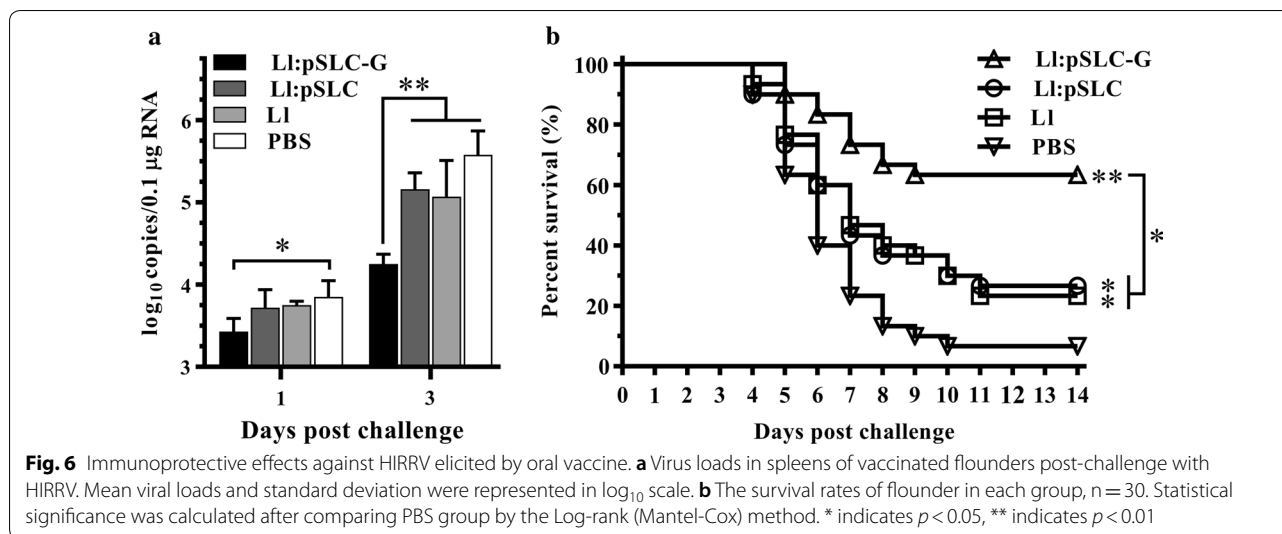 a
Ll:pSLC-G
Ll:pSLC
Ll
PBS
**
*
log10 copies/0.1 µg RNA
6
5
4
3
1
3
Days post challenge
b
Ll:pSLC-G
Ll:pSLC
Ll
PBS
**
*
*
*
Percent survival (%)
100
80
60
40
20
0
0 1 2 3 4 5 6 7 8 9 10 11 12 13 14
Days post challenge
Fig. 6 Immunoprotective effects against HIRRV elicited by oral vaccine. a Virus loads in spleens of vaccinated flounders post-challenge with
HIRRV. Mean viral loads and standard deviation were represented in log10 scale. b The survival rates of flounder in each group, n = 30. Statistical
significance was calculated after comparing PBS group by the Log-rank (Mantel-Cox) method. * indicates p < 0.05, ** indicates p < 0.01